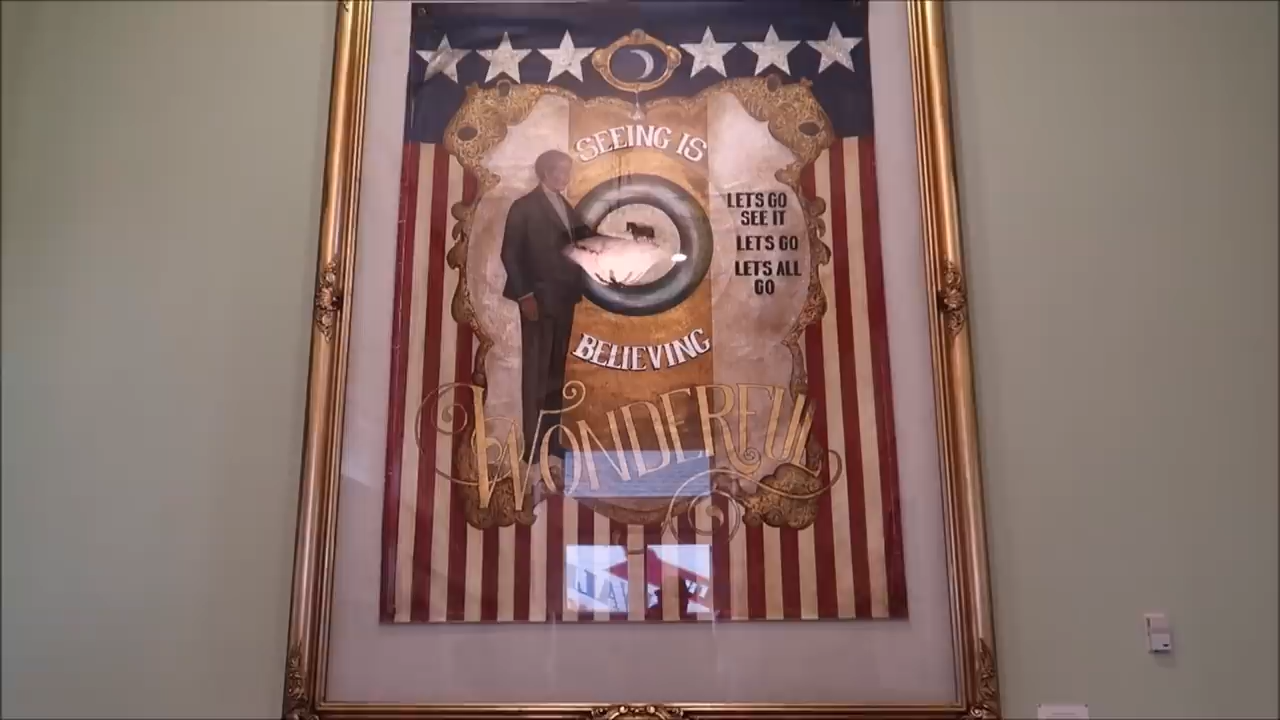 SEEING IS
LETS GO
SEE IT
LETS GO
LETS ALL
GO
BELIEVING
WONDERFUL